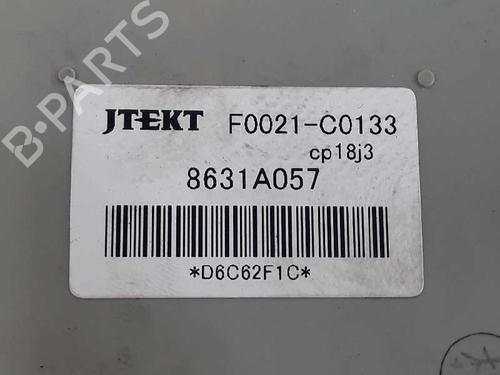 JTEKT F0021-C0133
cp18j3
8631A057
*D6C62F1C*
B-PARTS